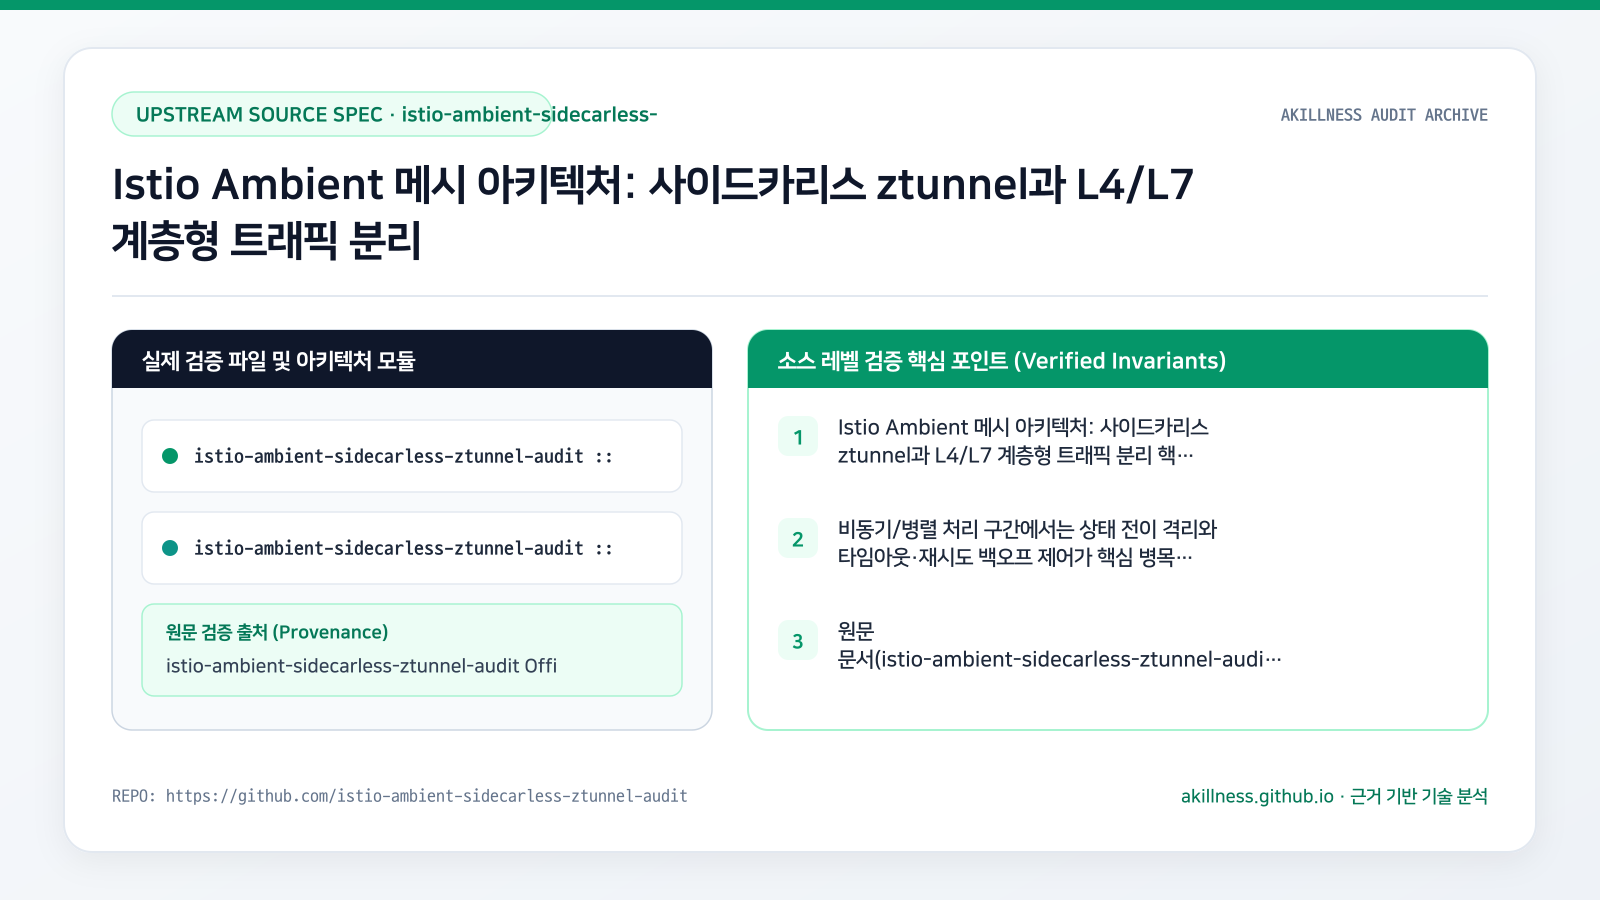 UPSTREAM SOURCE SPEC · istio-ambient-sidecarless-
AKILLNESS AUDIT ARCHIVE
Istio Ambient 메시 아키텍처: 사이드카리스 ztunnel과 L4/L7
계층형 트래픽 분리
실제 검증 파일 및 아키텍처 모듈
istio-ambient-sidecarless-ztunnel-audit ::
istio-ambient-sidecarless-ztunnel-audit ::
원문 검증 출처 (Provenance)
istio-ambient-sidecarless-ztunnel-audit Offi
소스 레벨 검증 핵심 포인트 (Verified Invariants)
1
Istio Ambient 메시 아키텍처: 사이드카리스
ztunnel과 L4/L7 계층형 트래픽 분리 핵…
2
비동기/병렬 처리 구간에서는 상태 전이 격리와
타임아웃·재시도 백오프 제어가 핵심 병목…
3
원문
문서(istio-ambient-sidecarless-ztunnel-audi…
REPO: https://github.com/istio-ambient-sidecarless-ztunnel-audit
akillness.github.io · 근거 기반 기술 분석